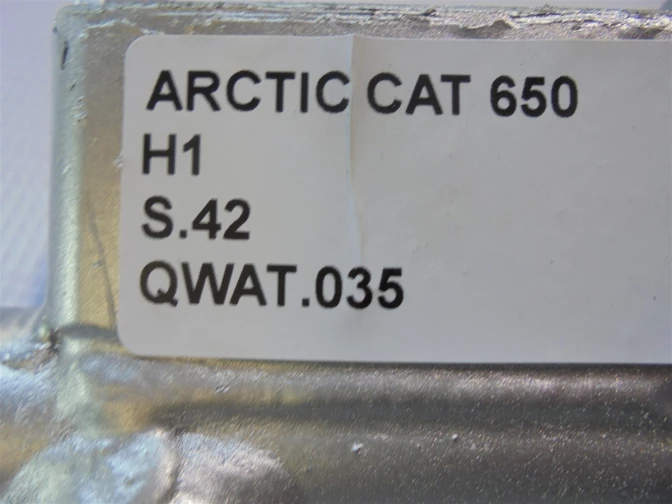 ARCTIC CAT 650
H1
S.42
QWAT.035